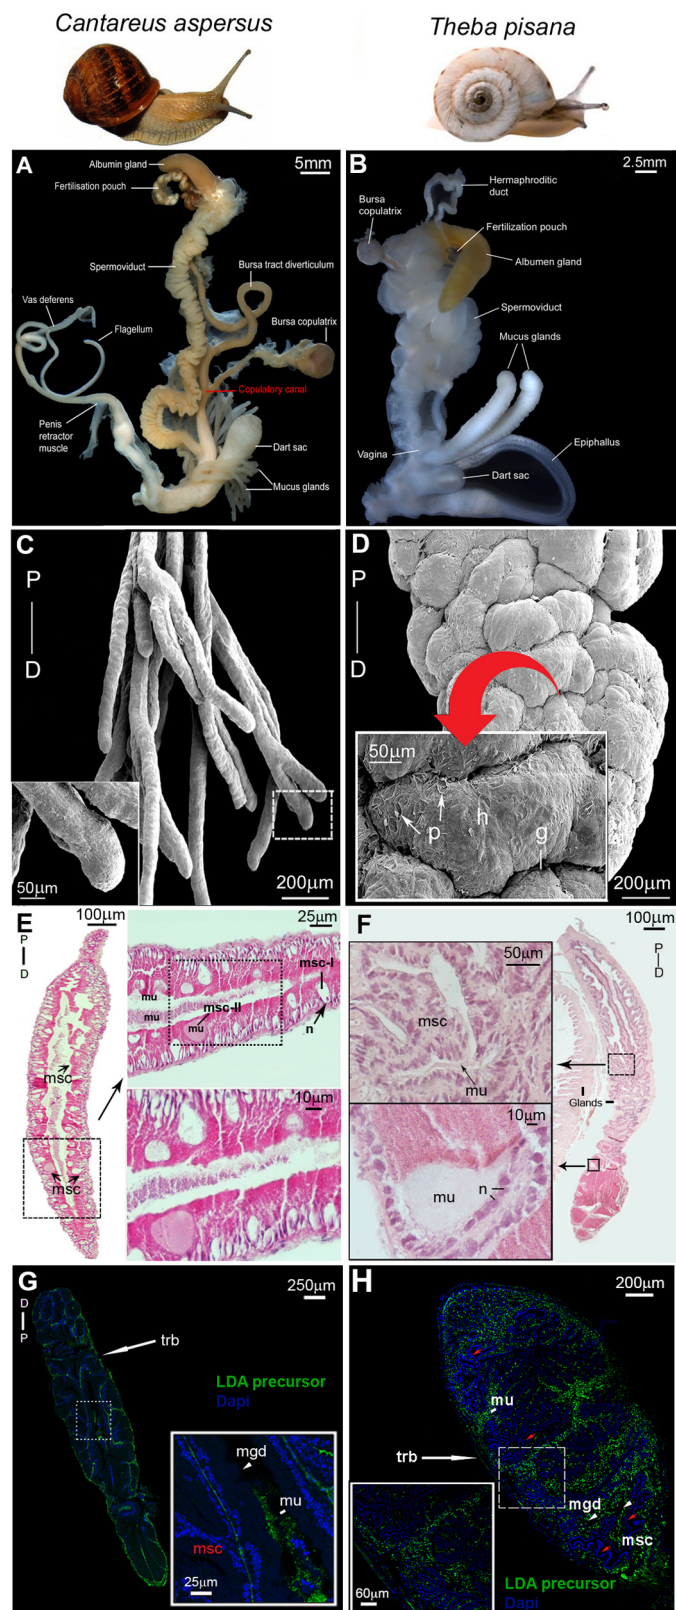 Cantareus aspersus
Theba pisana
A
5mm
Albumin gland
Fertilisation pouch
Spermoviduct
Bursa tract diverticulum
Vas deferens
Flagellum
Bursa copulatrix
Copulatory canal
Penis
retractor
muscle
Dart sac
Mucus glands
B
2.5mm
Hermaphroditic
duct
Bursa
copulatrix
Fertilization pouch
Albumen gland
Spermoviduct
Mucus glands
Vagina
Epiphallus
Dart sac
C
P
D
50μm
200μm
D
P
D
50μm
p
h
g
200μm
E
P
D
100μm
25μm
msc-I
mu
mu
msc-II
mu
n
msc
msc
10μm
F
100μm
P
D
50μm
msc
mu
Glands
10μm
mu
n
G
250μm
D
P
trb
LDA precursor
Dapi
mgd
mu
msc
25μm
H
200μm
mu
trb
mgd
msc
60μm
LDA precursor
Dapi